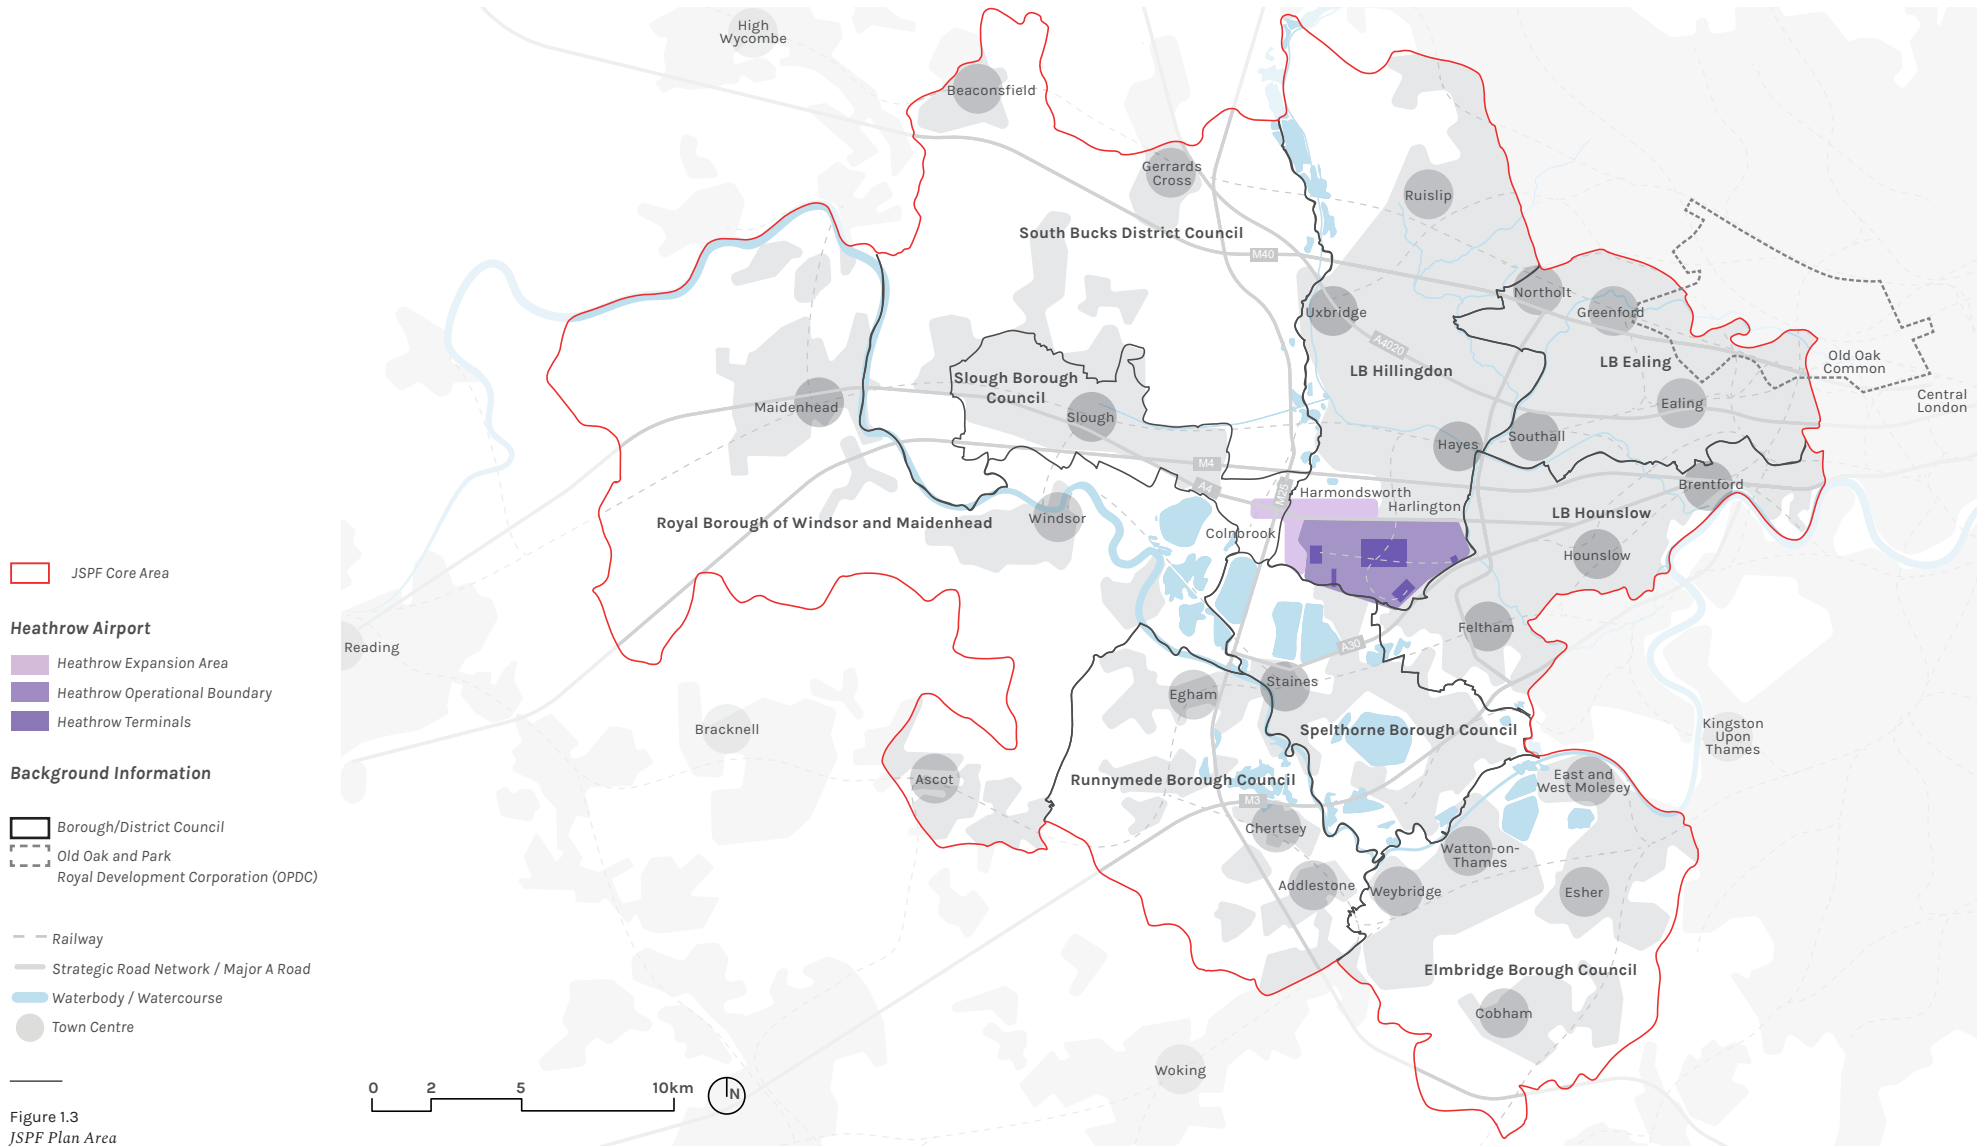 High
Wycombe
Beaconsfield
Gerrards
Cross
Ruislip
South Bucks District Council
M40
Northolt
Uxbridge
Greenford
A4020
LB Ealing
Old Oak
Common
LB Hillingdon
Slough Borough
Council
Central
London
Maidenhead
Slough
Ealing
Hayes
Southall
M4
A4
M25
Brentford
Harmondsworth
Harlington
LB Hounslow
Royal Borough of Windsor and Maidenhead
Windsor
Colnbrook
Hounslow
Feltham
A30
Reading
Egham
Staines
Bracknell
Spelthorne Borough Council
Kingston
Upon
Thames
Ascot
Runnymede Borough Council
East and
West Molesey
M3
Chertsey
Watton-on-
Thames
Addlestone
Weybridge
Esher
Elmbridge Borough Council
Cobham
Woking
JSPF Core Area
Heathrow Airport
Heathrow Expansion Area
Heathrow Operational Boundary
Heathrow Terminals
Background Information
Borough/District Council
Old Oak and Park
Royal Development Corporation (OPDC)
Railway
Strategic Road Network / Major A Road
Waterbody / Watercourse
Town Centre
0 2 5 10km
N
Figure 1.3
JSPF Plan Area